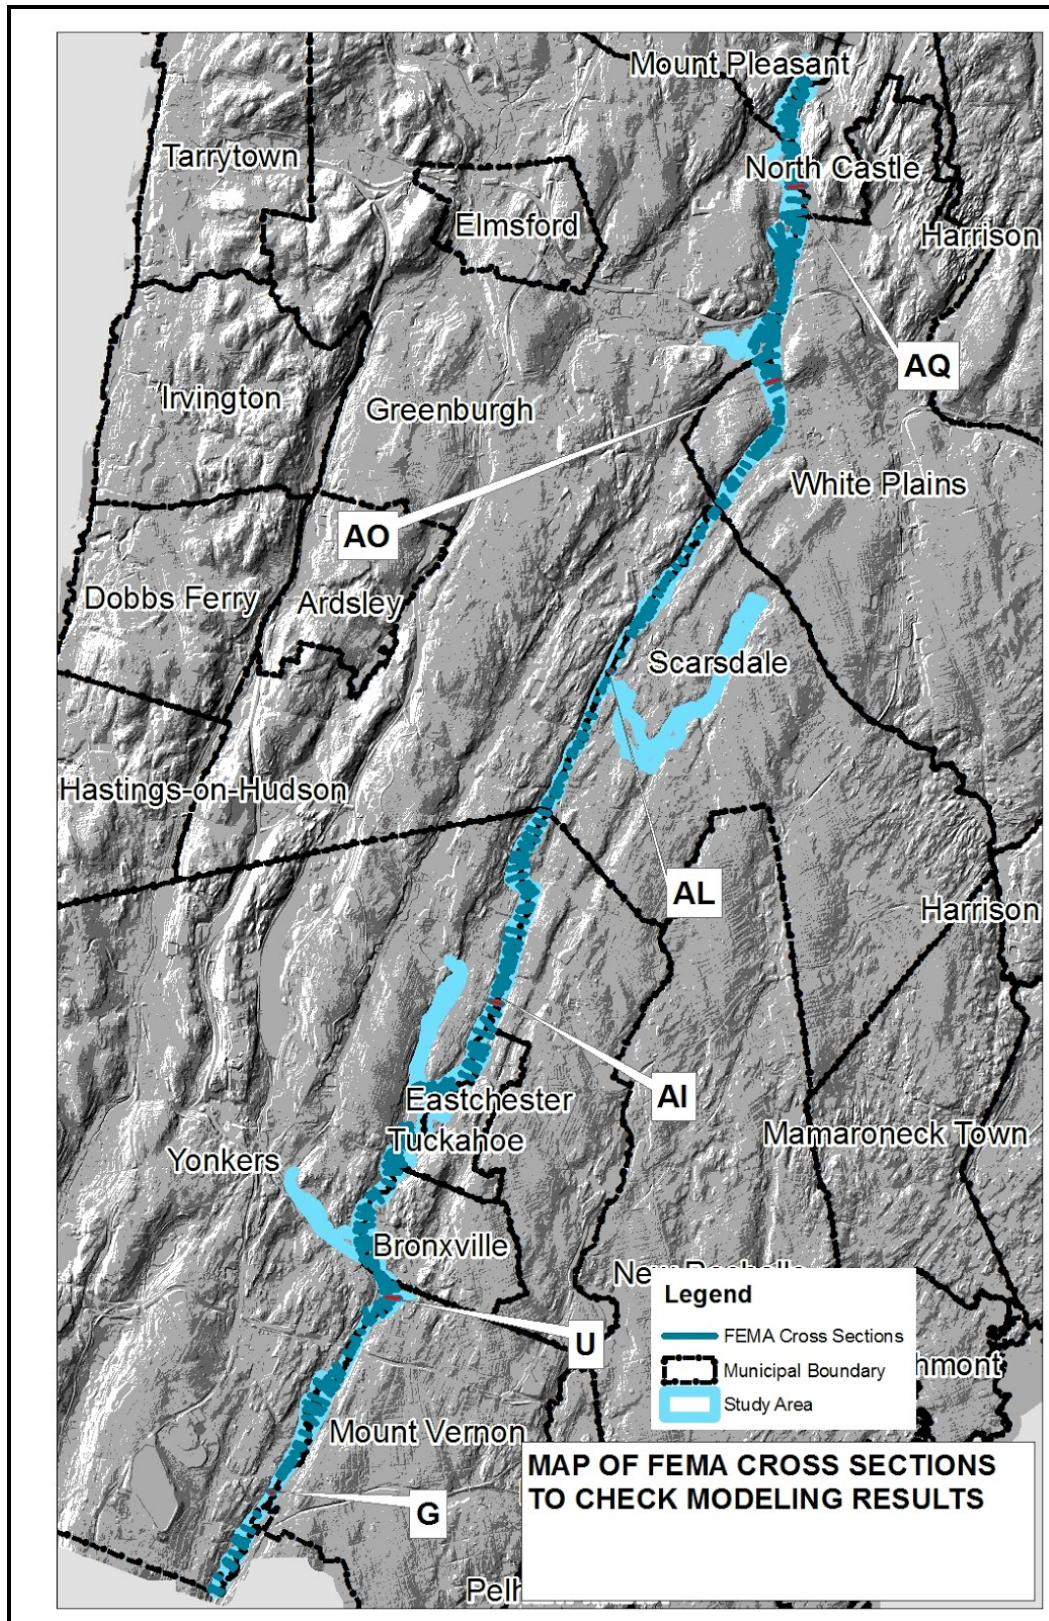 Mount Pleasant
Tarrytown
North Castle
Elmsford
Harrison
AQ
Irvington
Greenburgh
White Plains
AO
Dobbs Ferry
Ardsley
Scarsdale
Hastings-on-Hudson
AL
Harrison
AI
Eastchester
Tuckahoe
Mamaroneck Town
Yonkers
Bronxville
Legend
FEMA Cross Sections
Municipal Boundary
Study Area
U
Mount Vernon
G
MAP OF FEMA CROSS SECTIONS
TO CHECK MODELING RESULTS